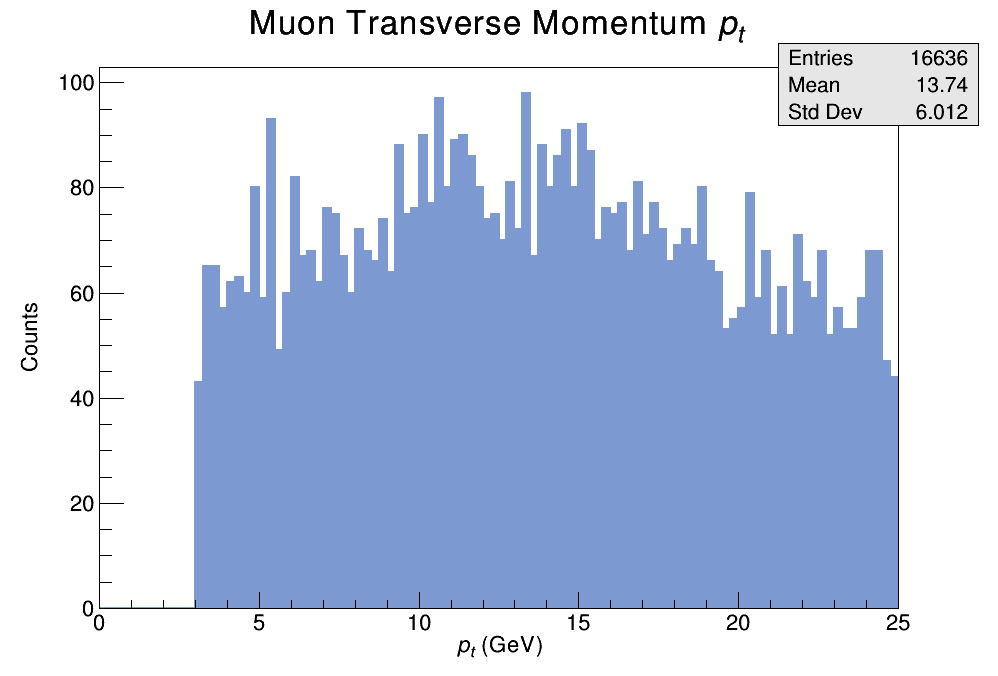 Muon Transverse Momentum pt
Entries 16636
Mean 13.74
Std Dev 6.012
100
80
60
40
20
0
Counts
0 5 10 15 20 25
pt (GeV)